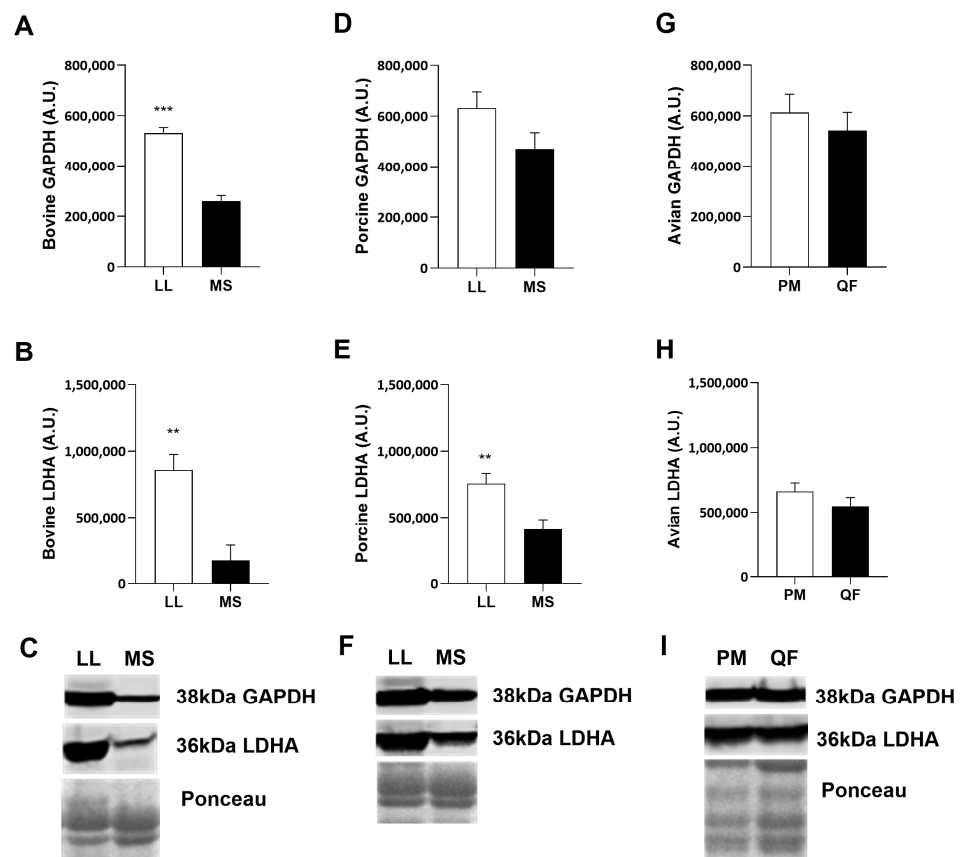 A
Bovine GAPDH (A.U.)
800,000
600,000
400,000
200,000
0
***
LL MS
D
Porcine GAPDH (A.U.)
800,000
600,000
400,000
200,000
0
LL MS
G
Avian GAPDH (A.U.)
800,000
600,000
400,000
200,000
0
PM QF
B
Bovine LDHA (A.U.)
1,500,000
1,000,000
500,000
0
**
LL MS
E
Porcine LDHA (A.U.)
1,500,000
1,000,000
500,000
0
**
LL MS
H
Avian LDHA (A.U.)
1,500,000
1,000,000
500,000
0
PM QF
C
LL MS
38kDa GAPDH
36kDa LDHA
Ponceau
F
LL MS
38kDa GAPDH
36kDa LDHA
I
PM QF
38kDa GAPDH
36kDa LDHA
Ponceau